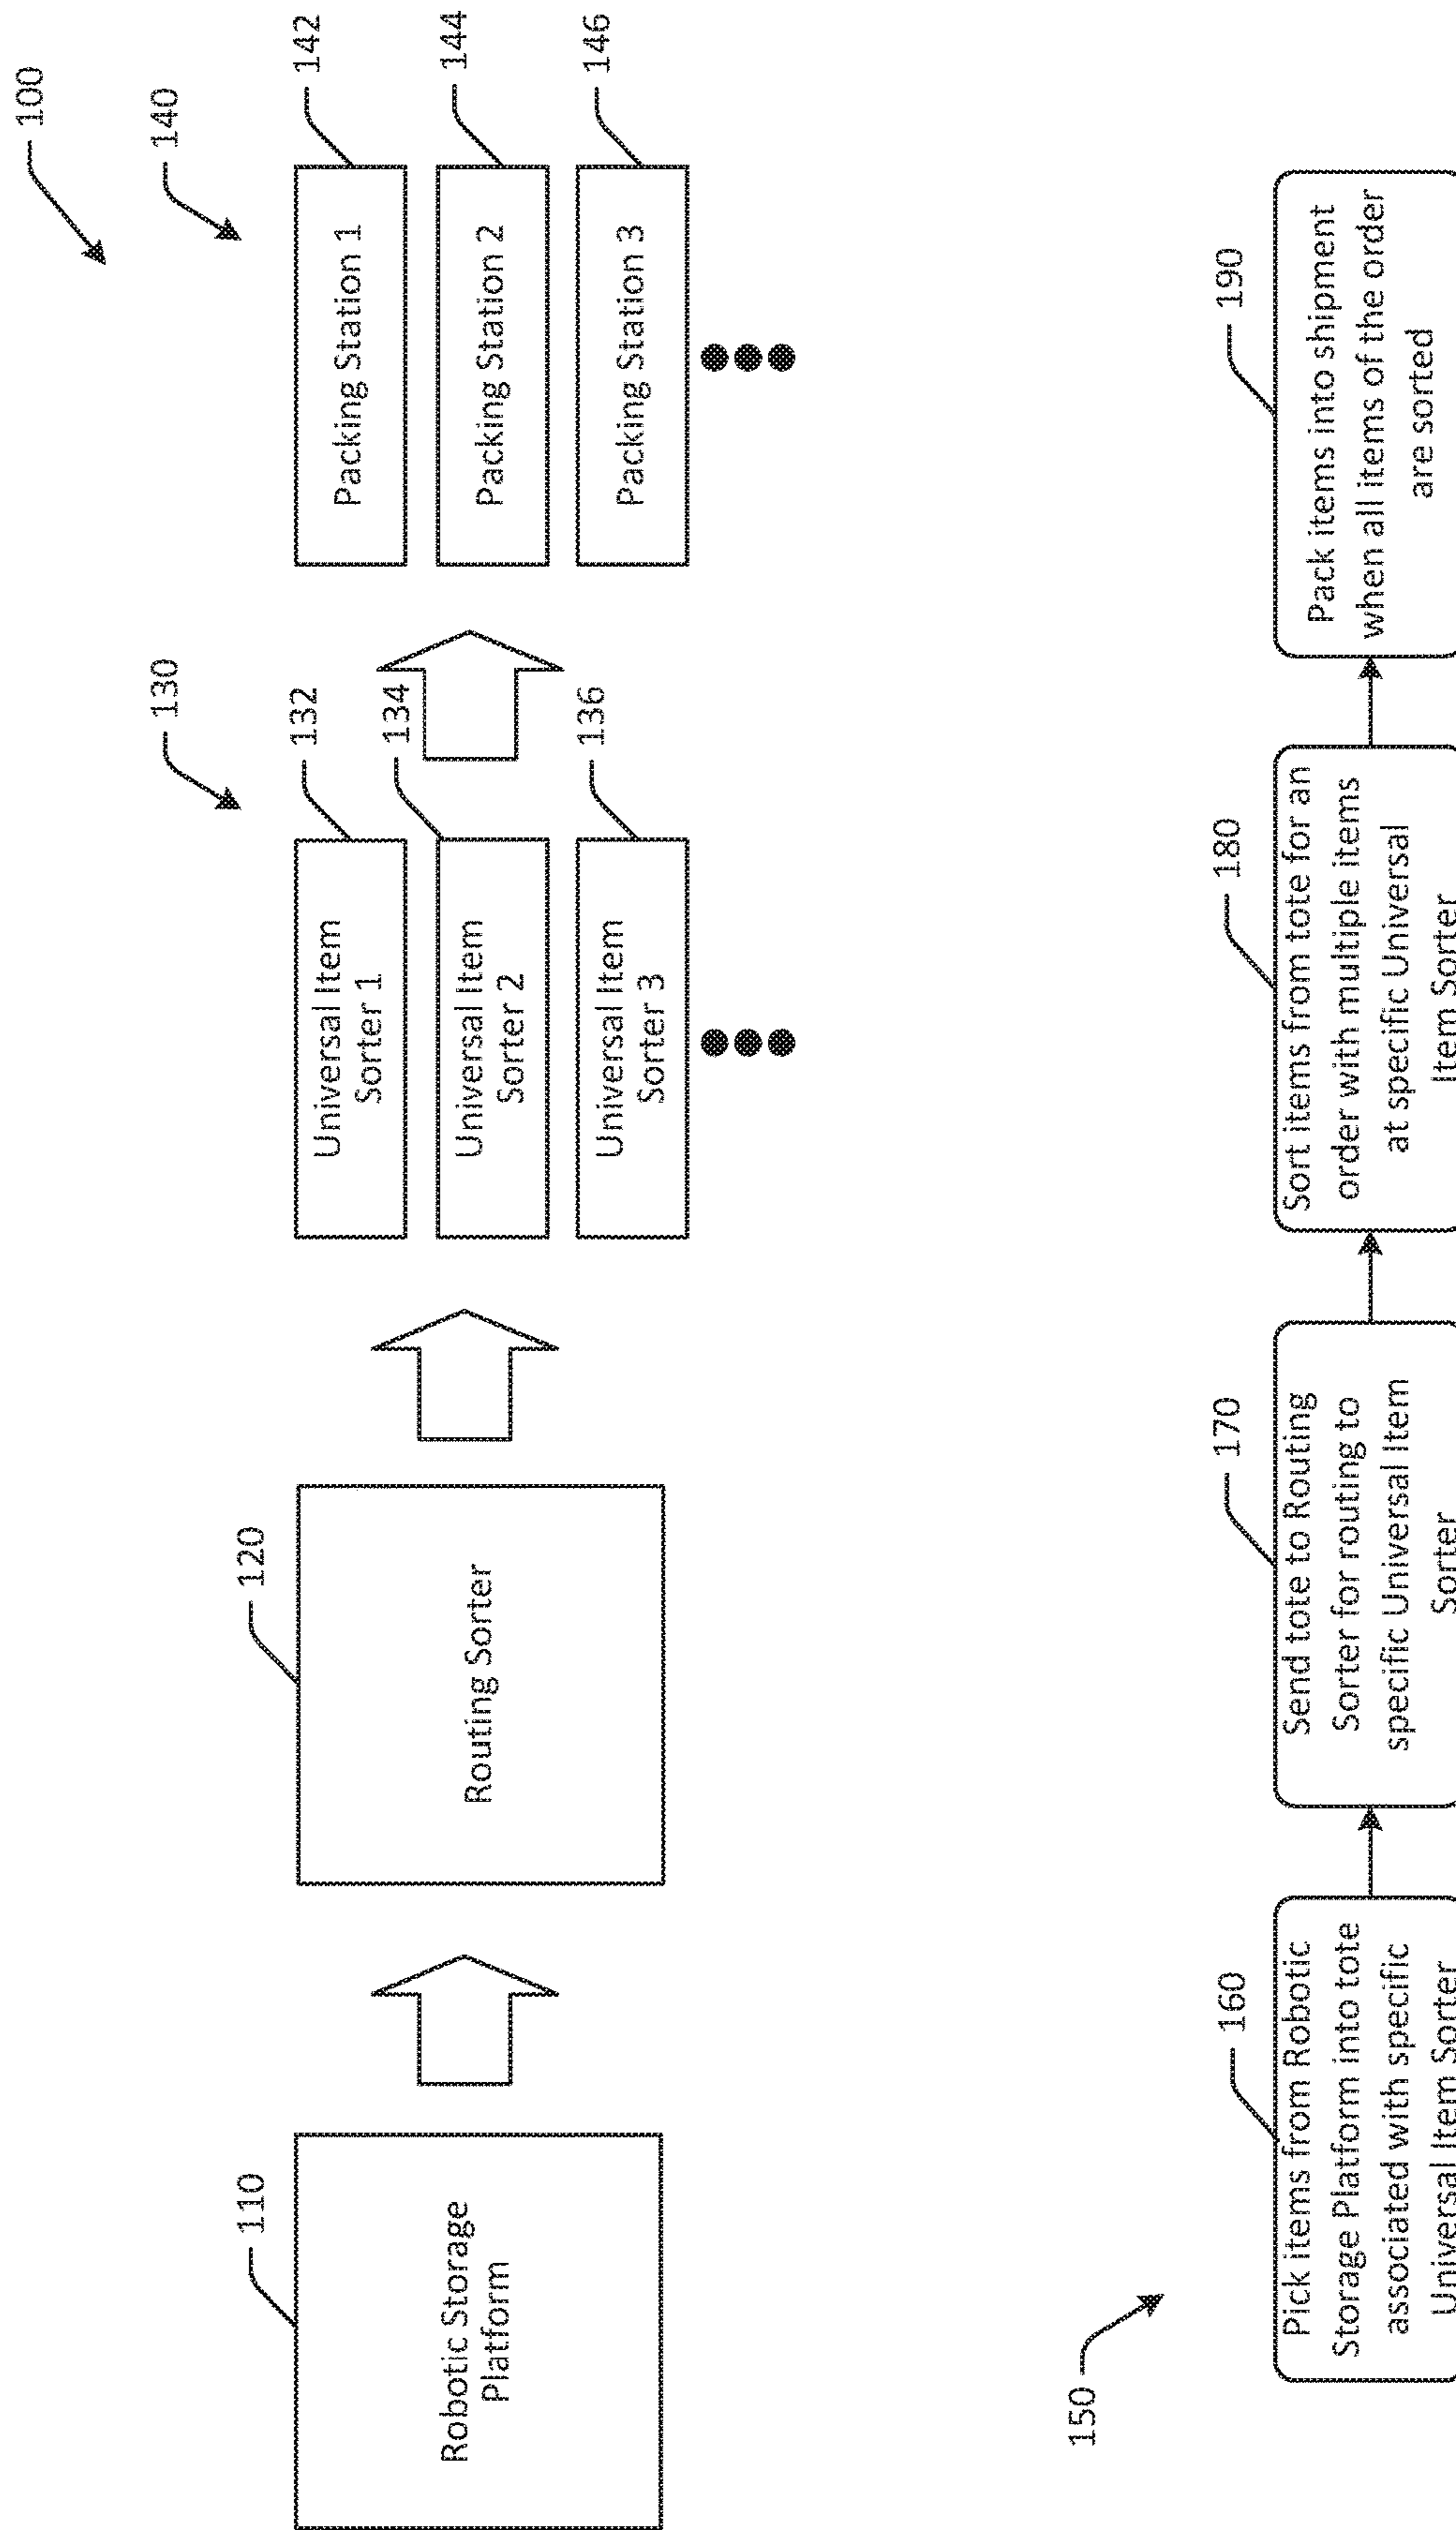 100
140
130
110
Robotic Storage
Platform
120
Routing Sorter
132
Universal Item
Sorter 1
134
Universal Item
Sorter 2
136
Universal Item
Sorter 3
142
Packing Station 1
144
Packing Station 2
146
Packing Station 3
150
160
Pick items from Robotic
Storage Platform into tote
associated with specific
Universal Item Sorter
170
Send tote to Routing
Sorter for routing to
specific Universal Item
Sorter
180
Sort items from tote for an
order with multiple items
at specific Universal
Item Sorter
190
Pack items into shipment
when all items of the order
are sorted